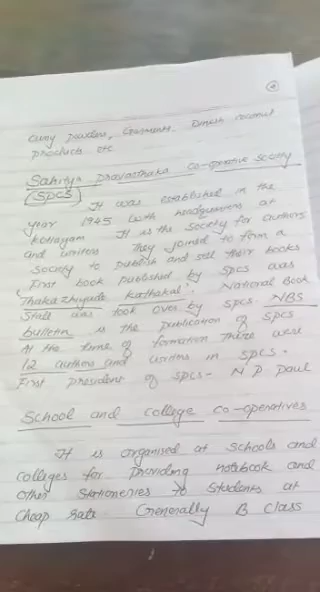 curry powders, Garments. Dinesh coconut
products etc
Sahitya pravarthaka co-operative society
(SPCS)
It was established in the
year 1945 with headquarters at
kottayam It is the society for authors
and writers They joined to form a
society to publish and sell their books
First book published by SPCS was
'Thakazhiyude kathakal'. National Book
Stall was took over by SPCS. NBS
bulletin is the publication of SPCS
At the time of formation There were
12 authors and writers in SPCS.
First president of SPCS - N P Paul
School and college co-operatives
It is organised at Schools and
colleges for providing notebook and
other stationeries to students at
cheap rate Generally B class